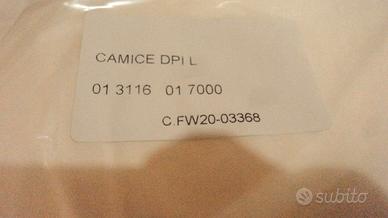 CAMICE DPI L
01 3116 01 7000
C.FW20-03368
subito